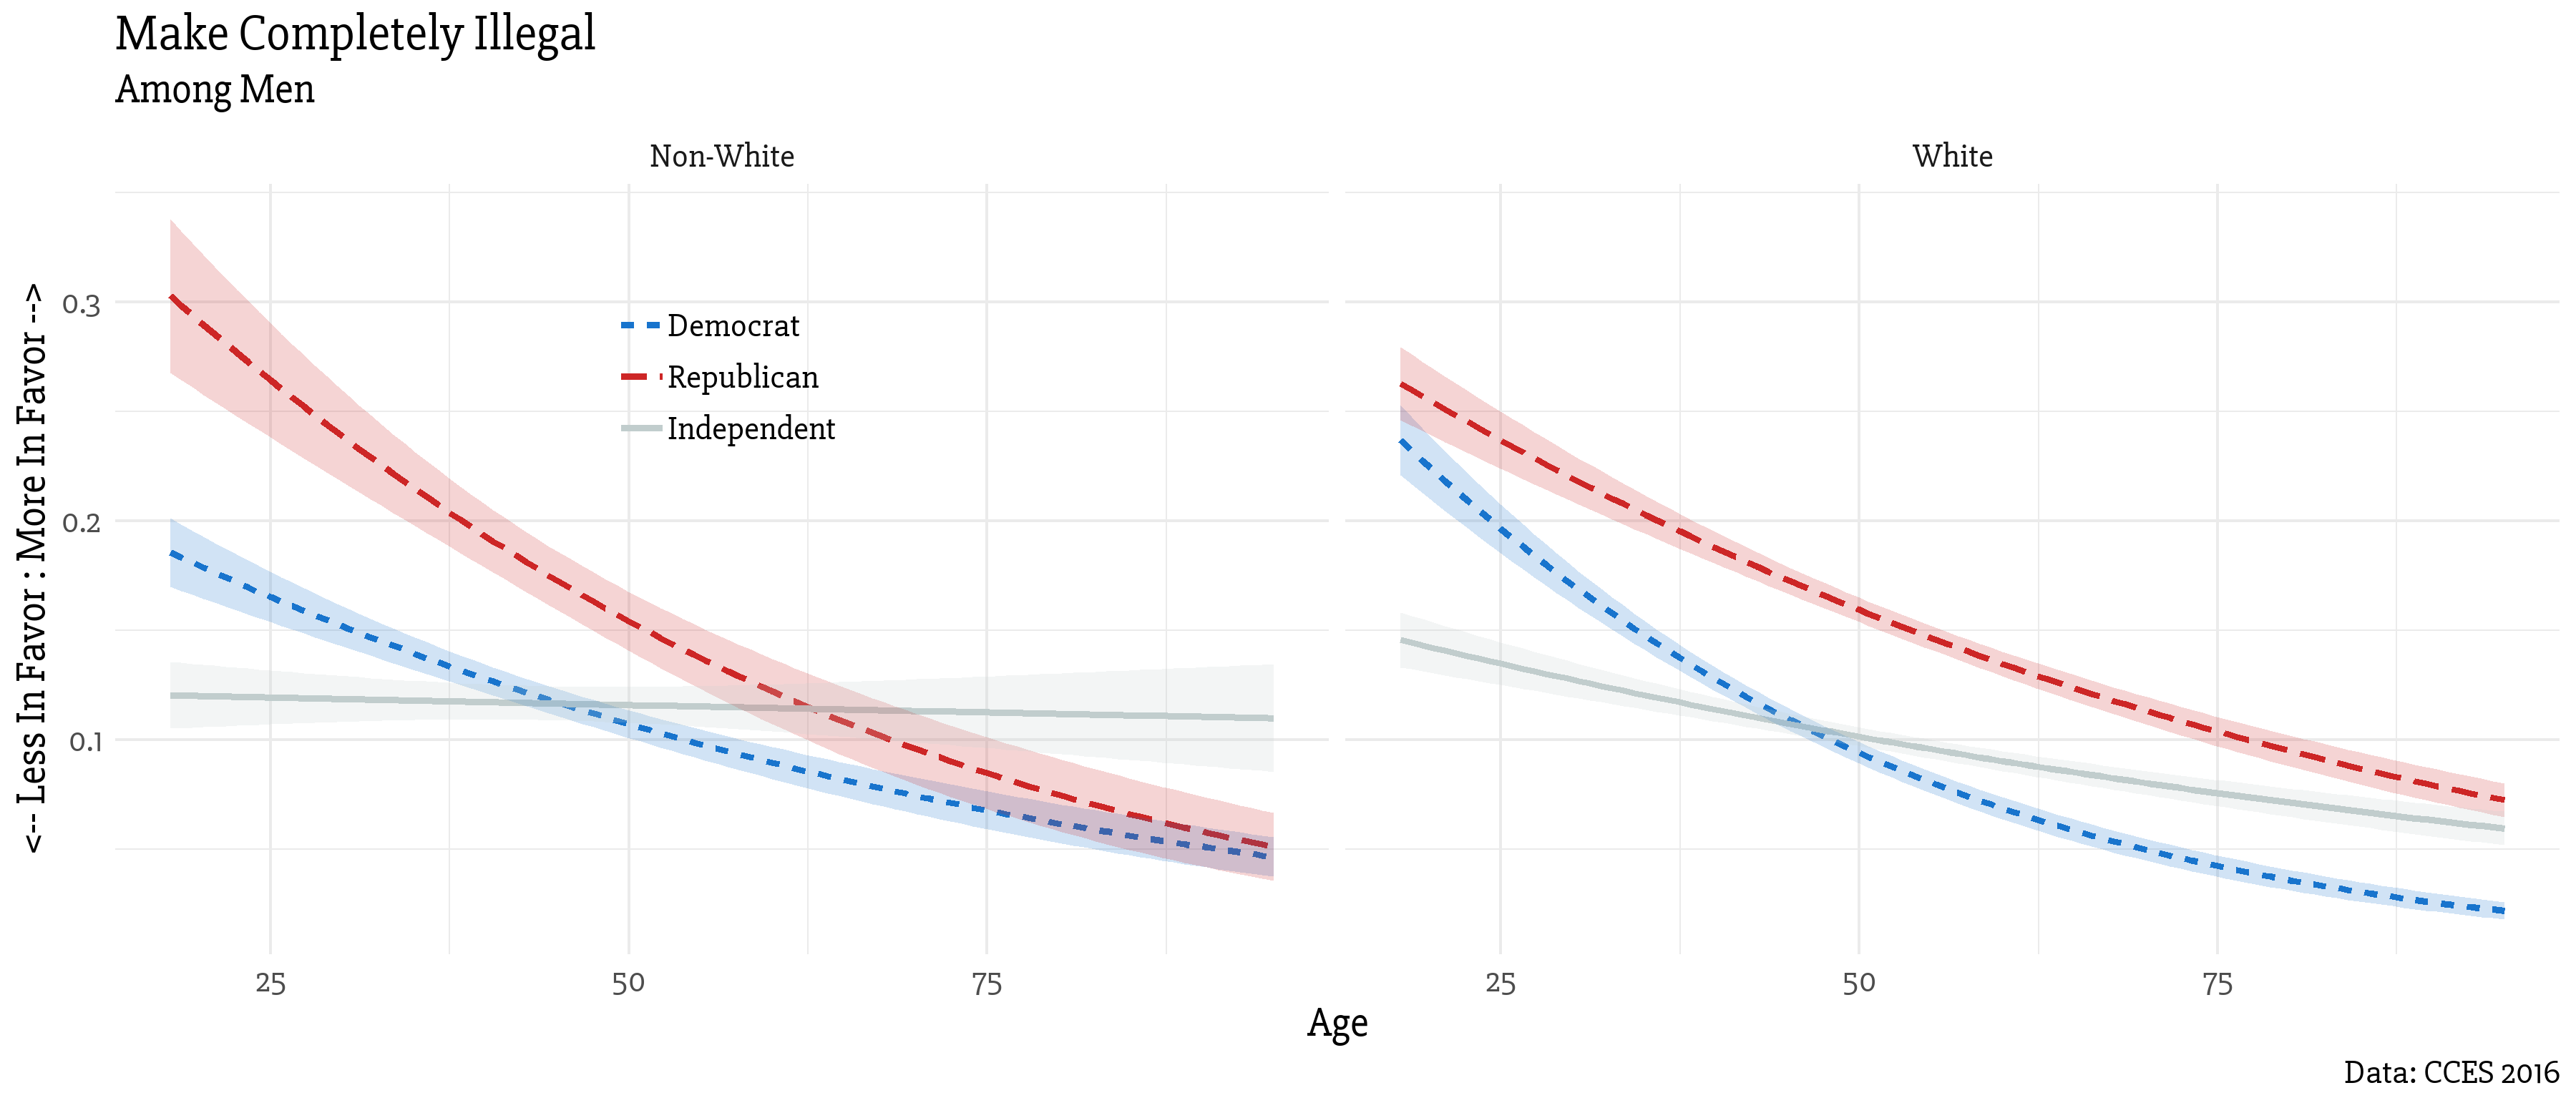 Make Completely Illegal
Among Men
Non-White
White
<-- Less In Favor : More In Favor -->
0.3
0.2
0.1
Democrat
Republican
Independent
25
50
75
25
50
75
Age
Data: CCES 2016